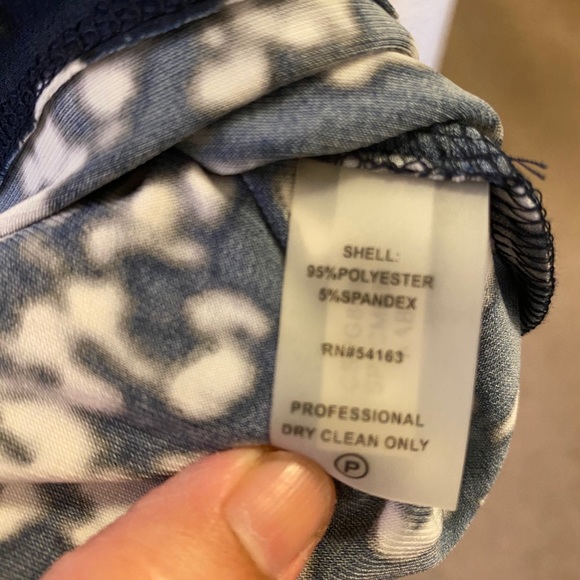 SHELL:
95%POLYESTER
5%SPANDEX
RN#54163
PROFESSIONAL
DRY CLEAN ONLY
P